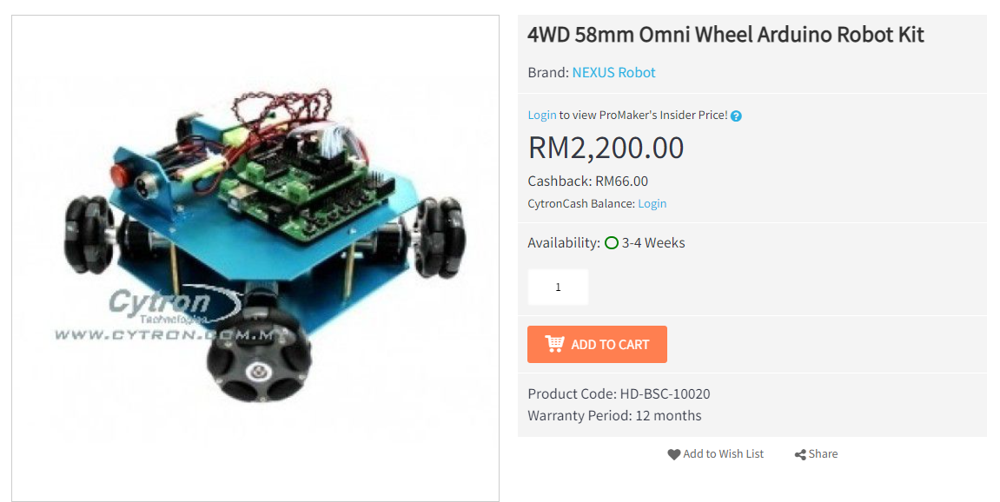 Cytron
Technologies
WWW.CYTRON.COM.MY
4WD 58mm Omni Wheel Arduino Robot Kit
Brand: NEXUS Robot
Login to view ProMaker's Insider Price! ?
RM2,200.00
Cashback: RM66.00
CytronCash Balance: Login
Availability: 3-4 Weeks
1
ADD TO CART
Product Code: HD-BSC-10020
Warranty Period: 12 months
Add to Wish List Share